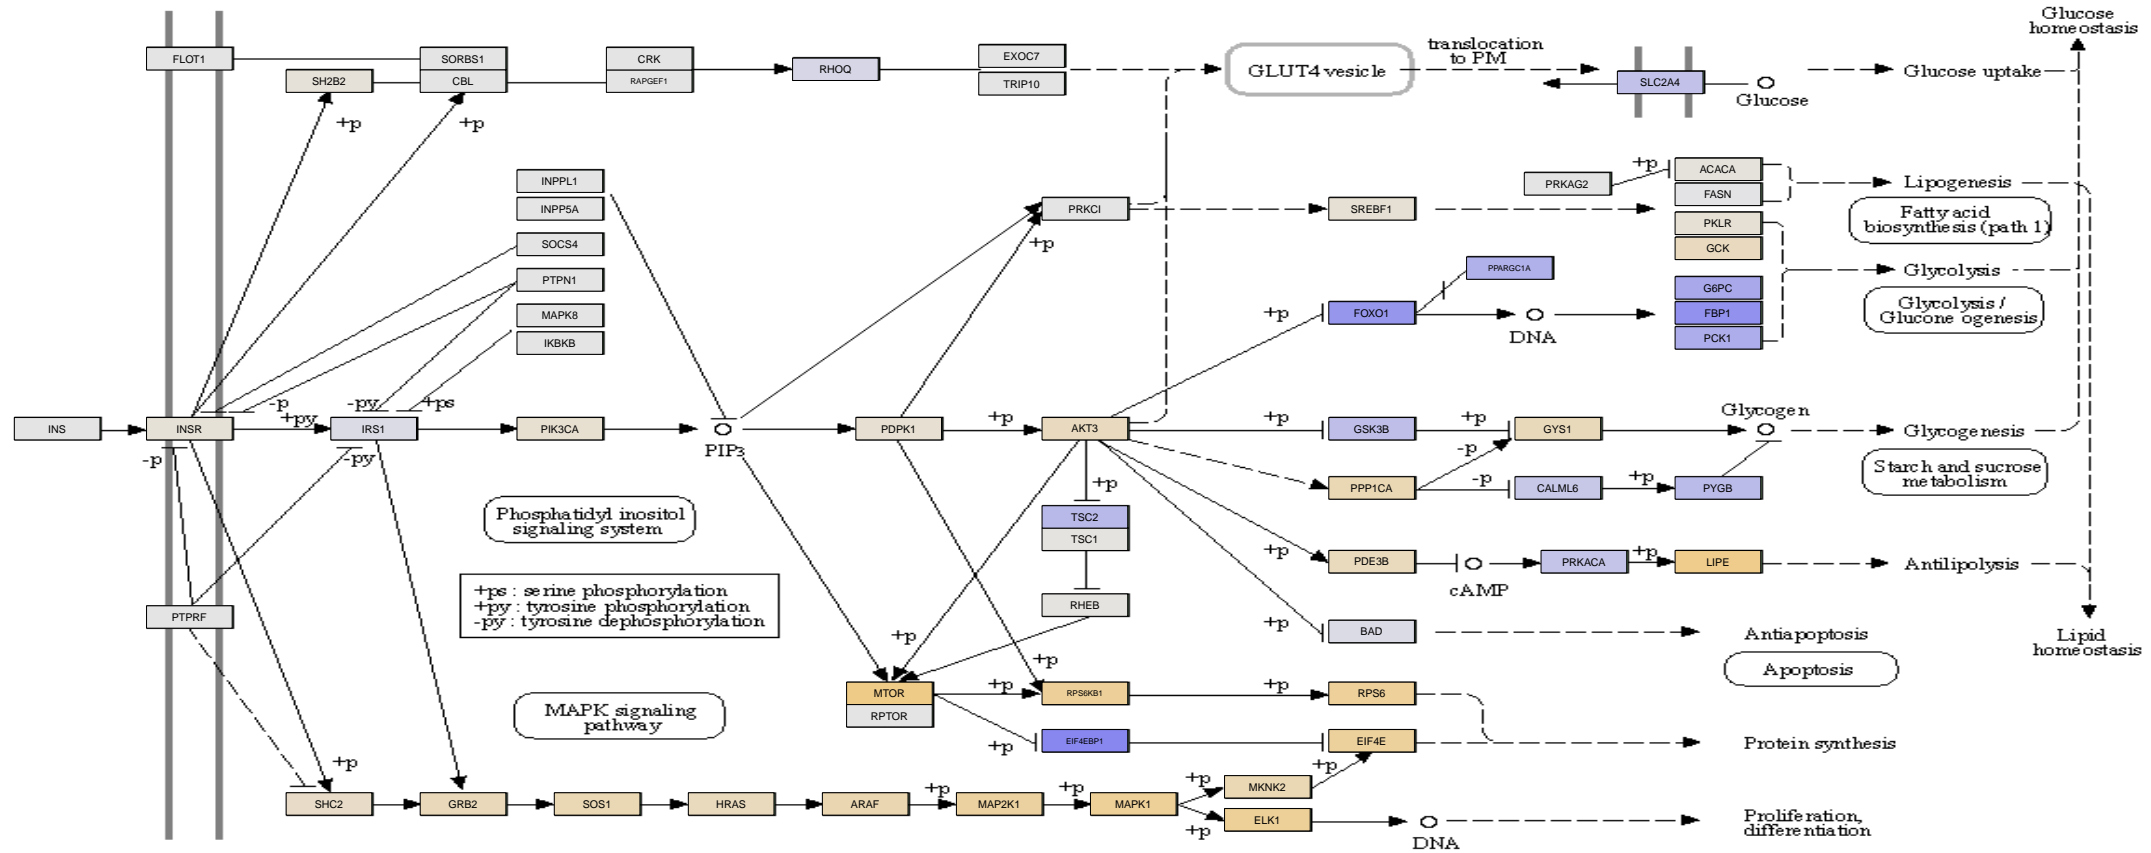 Glucose
homeostasis
FLOT1
SORBS1
CRK
EXOC7
translocation
to PM
SH2B2
CBL
RAPGEF1
RHOQ
TRIP10
GLUT4 vesicle
SLC2A4
Glucose
Glucose uptake
+p
+p
INPPL1
INPP5A
SOCS4
PTPN1
MAPK8
IKBKB
PRKCI
+p
SREBF1
PRKAG2
+p
ACACA
FASN
PKLR
GCK
Lipogenesis
Fatty acid
biosynthesis (path 1)
PPARGC1A
+p
FOXO1
DNA
G6PC
FBP1
PCK1
Glycolysis
Glycolysis /
Glucone ogenesis
INS
INSR
-p
+py
-p
IRS1
-py
+ps
-py
PIK3CA
PIP3
PDPK1
+p
AKT3
+p
GSK3B
+p
-p
GYS1
Glycogen
Glycogenesis
PPP1CA
-p
CALML6
+p
PYGB
Starch and sucrose
metabolism
Phosphatidyl inositol
signaling system
+p
TSC2
TSC1
+p
PDE3B
cAMP
PRKACA
+p
LIPE
Antilipolysis
+ps : serine phosphorylation
+py : tyrosine phosphorylation
-py : tyrosine dephosphorylation
PTPRF
RHEB
+p
+p
BAD
Antiapoptosis
Apoptosis
Lipid
homeostasis
MAPK signaling
pathway
MTOR
RPTOR
+p
+p
RPS6KB1
+p
RPS6
+p
EIF4EBP1
EIF4E
Protein synthesis
+p
SHC2
GRB2
SOS1
HRAS
ARAF
+p
MAP2K1
+p
MAPK1
+p
+p
MKNK2
+p
ELK1
DNA
Proliferation,
differentiation